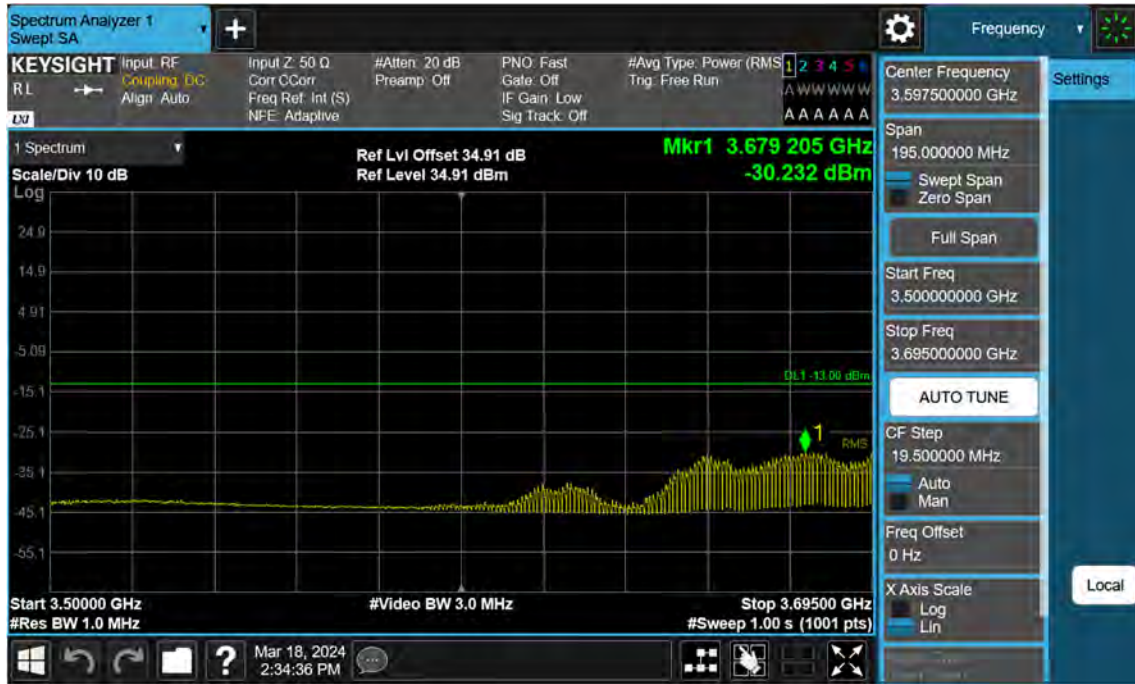 Spectrum Analyzer 1
Swept SA
Frequency
KEYSIGHT
RL
LXI
Input: RF
Coupling: DC
Align: Auto
Input Z: 50 Ω
Corr CCorr
Freq Ref: Int (S)
NFE: Adaptive
#Atten: 20 dB
Preamp: Off
PNO: Fast
Gate: Off
IF Gain: Low
Sig Track: Off
#Avg Type: Power (RMS
Trig: Free Run
1 2 3 4 5 6
A W W W W W
A A A A A A
1 Spectrum
Scale/Div 10 dB
Ref Lvl Offset 34.91 dB
Ref Level 34.91 dBm
Mkr1 3.679 205 GHz
-30.232 dBm
Log
24.9
14.9
4.91
-5.09
DL1 -13.00 dBm
-15.1
-25.1
1
RMS
-35.1
-45.1
-55.1
Start 3.50000 GHz
#Video BW 3.0 MHz
Stop 3.69500 GHz
#Res BW 1.0 MHz
#Sweep 1.00 s (1001 pts)
Center Frequency
3.597500000 GHz
Settings
Span
195.000000 MHz
Swept Span
Zero Span
Full Span
Start Freq
3.500000000 GHz
Stop Freq
3.695000000 GHz
AUTO TUNE
CF Step
19.500000 MHz
Auto
Man
Freq Offset
0 Hz
X Axis Scale
Log
Lin
Local
?
Mar 18, 2024
2:34:36 PM